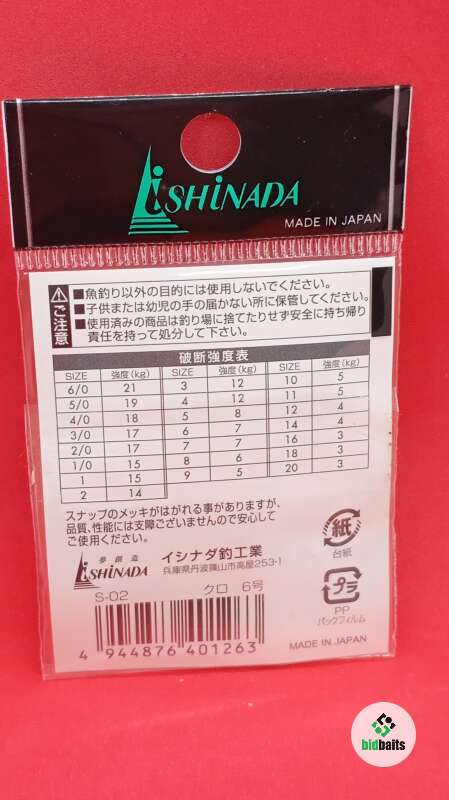 ISHINADA
MADE IN JAPAN
ご注意
■魚釣り以外の目的には使用しないでください。
■子供または幼児の手の届かない所に保管してください。
■使用済みの商品は釣り場に捨てたりせず安全に持ち帰り
責任を持って処分して下さい。
破断強度表
SIZE 強度(kg) SIZE 強度(kg) SIZE 強度(kg)
6/0 21 3 12 10 5
5/0 19 4 12 11 5
4/0 18 5 8 12 4
3/0 17 6 7 14 4
2/0 17 7 7 16 3
1/0 15 8 6 18 3
1 15 9 5 20 3
2 14
スナップのメッキがはがれる事がありますが、
品質、性能には支障ございませんので安心して
ご使用ください。
夢創造
ISHINADA
イシナダ釣工業
兵庫県丹波篠山市高屋253-1
紙
台紙
S-02 クロ 6号
プラ
PP
パックフィルム
4 944876 401263
MADE IN JAPAN
bidbaits